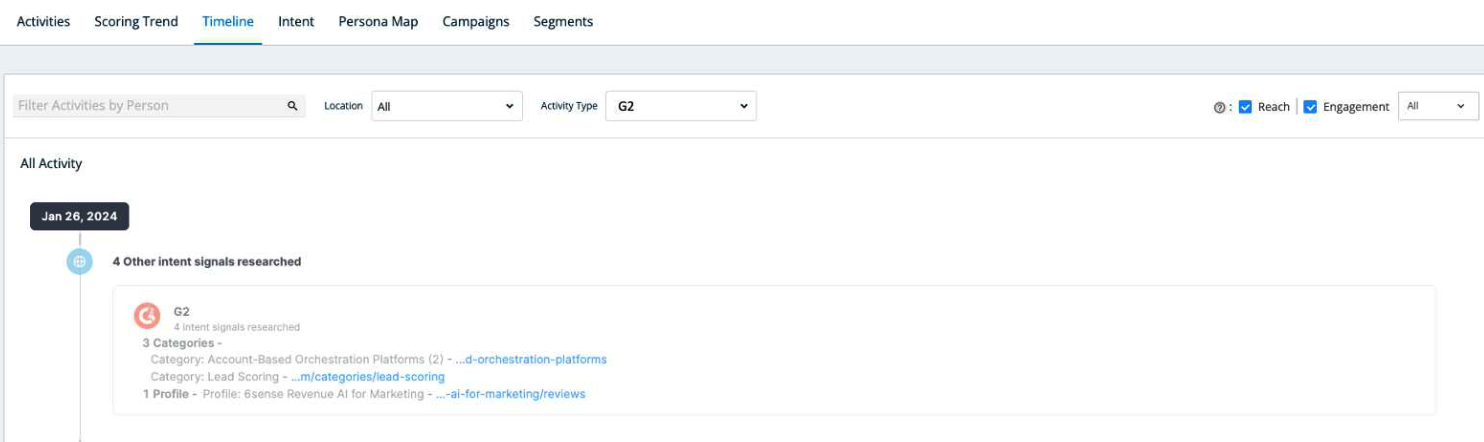 Activities Scoring Trend Timeline Intent Persona Map Campaigns Segments
Filter Activities by Person Location All Activity Type G2 : Reach Engagement All
All Activity
Jan 26, 2024
4 Other intent signals researched
G2
4 intent signals researched
3 Categories -
Category: Account-Based Orchestration Platforms (2) - ...d-orchestration-platforms
Category: Lead Scoring - ...m/categories/lead-scoring
1 Profile - Profile: 6sense Revenue AI for Marketing - ...-ai-for-marketing/reviews